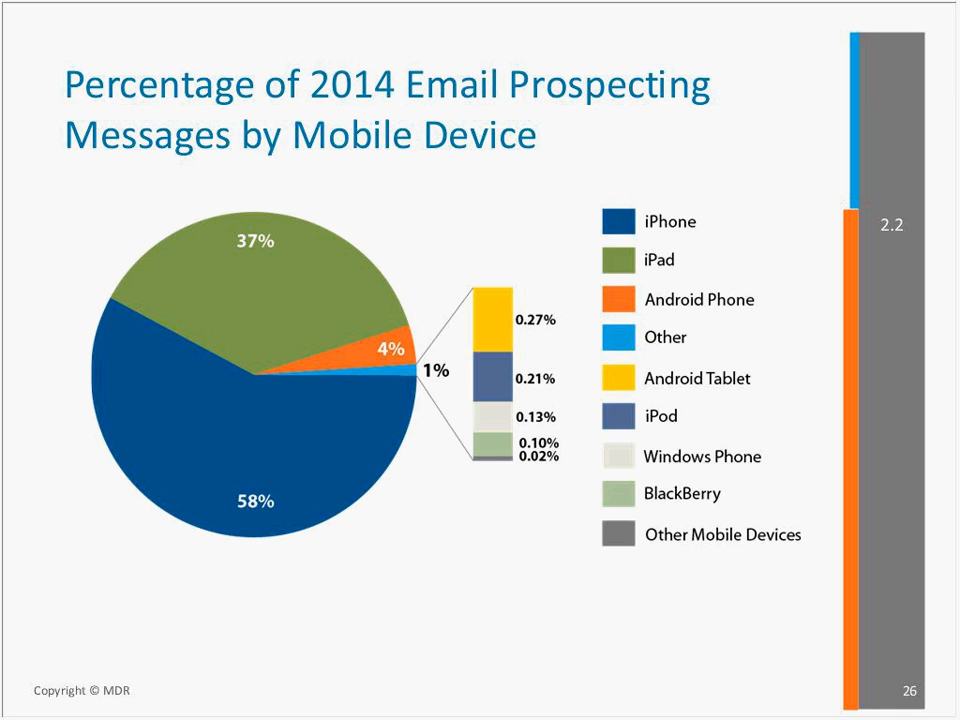 Percentage of 2014 Email Prospecting
Messages by Mobile Device
2.2
37%
4%
1%
58%
0.27%
0.21%
0.13%
0.10%
0.02%
iPhone
iPad
Android Phone
Other
Android Tablet
iPod
Windows Phone
BlackBerry
Other Mobile Devices
Copyright © MDR
26